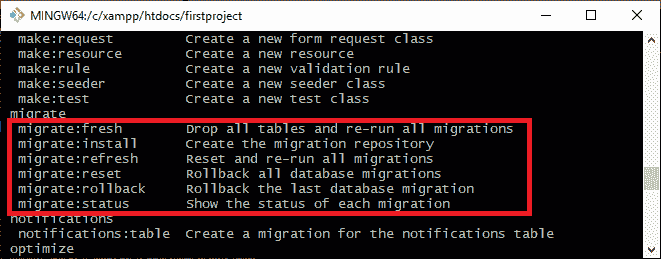 MINGW64:/c/xampp/htdocs/firstproject
make:request Create a new form request class
make:resource Create a new resource
make:rule Create a new validation rule
make:seeder Create a new seeder class
make:test Create a new test class
migrate
migrate:fresh Drop all tables and re-run all migrations
migrate:install Create the migration repository
migrate:refresh Reset and re-run all migrations
migrate:reset Rollback all database migrations
migrate:rollback Rollback the last database migration
migrate:status Show the status of each migration
notifications
notifications:table Create a migration for the notifications table
optimize